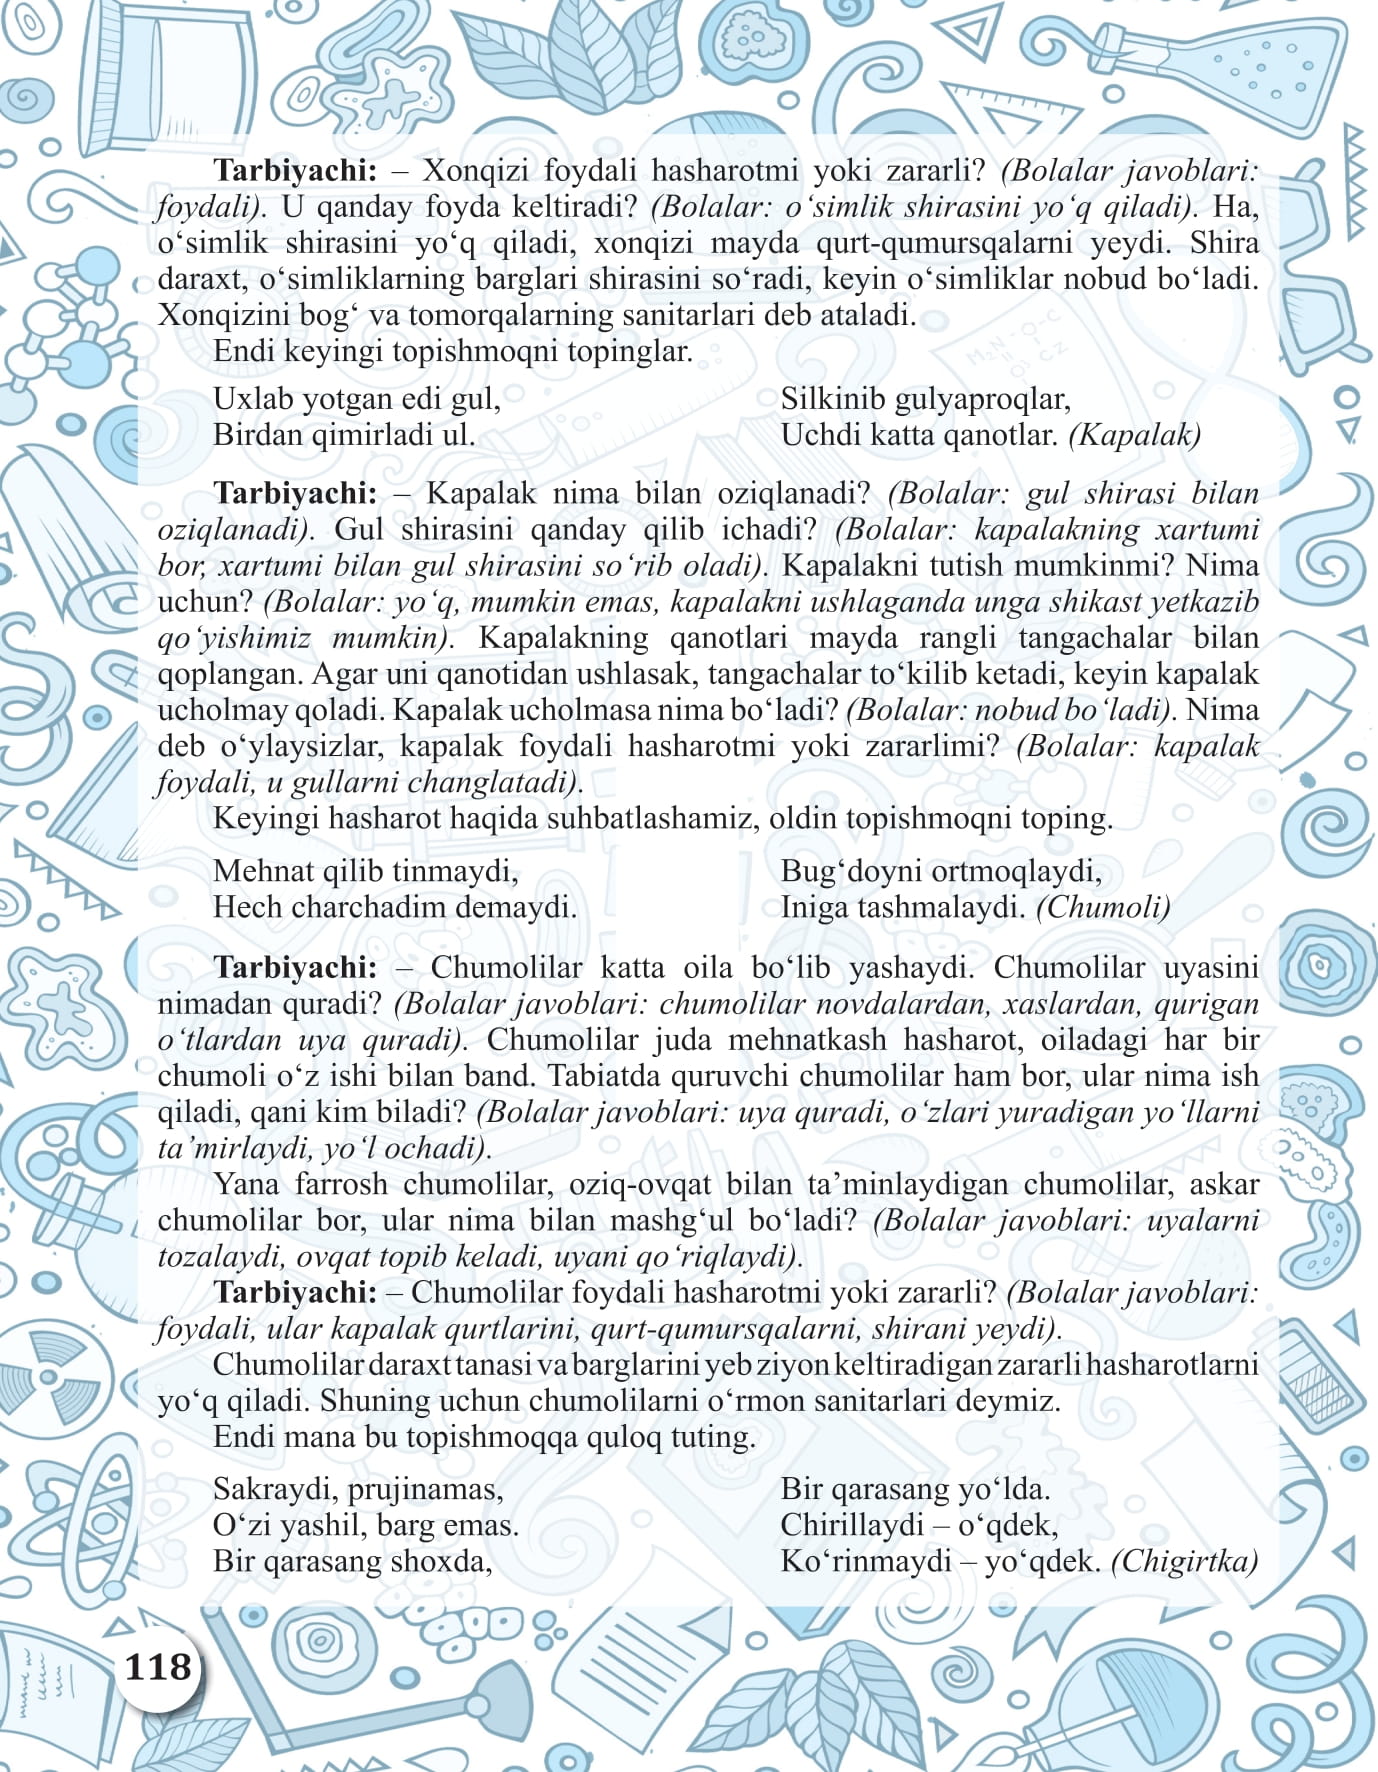 Tarbiyachi: – Xonqizi foydali hasharotmi yoki zararli? (Bolalar javoblari:
foydali). U qanday foyda keltiradi? (Bolalar: o‘simlik shirasini yo‘q qiladi). Ha,
o‘simlik shirasini yo‘q qiladi, xonqizi mayda qurt-qumursqalarni yeydi. Shira
daraxt, o‘simliklarning barglari shirasini so‘radi, keyin o‘simliklar nobud bo‘ladi.
Xonqizini bog‘ va tomorqalarning sanitarlari deb ataladi.
Endi keyingi topishmoqni topinglar.
Uxlab yotgan edi gul,
Birdan qimirladi ul.
Silkinib gulyaproqlar,
Uchdi katta qanotlar. (Kapalak)
Tarbiyachi: – Kapalak nima bilan oziqlanadi? (Bolalar: gul shirasi bilan
oziqlanadi). Gul shirasini qanday qilib ichadi? (Bolalar: kapalakning xartumi
bor, xartumi bilan gul shirasini so‘rib oladi). Kapalakni tutish mumkinmi? Nima
uchun? (Bolalar: yo‘q, mumkin emas, kapalakni ushlaganda unga shikast yetkazib
qo‘yishimiz mumkin). Kapalakning qanotlari mayda rangli tangachalar bilan
qoplangan. Agar uni qanotidan ushlasak, tangachalar to‘kilib ketadi, keyin kapalak
ucholmay qoladi. Kapalak ucholmasa nima bo‘ladi? (Bolalar: nobud bo‘ladi). Nima
deb o‘ylaysizlar, kapalak foydali hasharotmi yoki zararlimi? (Bolalar: kapalak
foydali, u gullarni changlatadi).
Keyingi hasharot haqida suhbatlashamiz, oldin topishmoqni toping.
Mehnat qilib tinmaydi,
Hech charchadim demaydi.
Bug‘doyni ortmoqlaydi,
Iniga tashmalaydi. (Chumoli)
Tarbiyachi: – Chumolilar katta oila bo‘lib yashaydi. Chumolilar uyasini
nimadan quradi? (Bolalar javoblari: chumolilar novdalardan, xaslardan, qurigan
o‘tlardan uya quradi). Chumolilar juda mehnatkash hasharot, oiladagi har bir
chumoli o‘z ishi bilan band. Tabiatda quruvchi chumolilar ham bor, ular nima ish
qiladi, qani kim biladi? (Bolalar javoblari: uya quradi, o‘zlari yuradigan yo‘llarni
ta’mirlaydi, yo‘l ochadi).
Yana farrosh chumolilar, oziq-ovqat bilan ta’minlaydigan chumolilar, askar
chumolilar bor, ular nima bilan mashg‘ul bo‘ladi? (Bolalar javoblari: uyalarni
tozalaydi, ovqat topib keladi, uyani qo‘riqlaydi).
Tarbiyachi: – Chumolilar foydali hasharotmi yoki zararli? (Bolalar javoblari:
foydali, ular kapalak qurtlarini, qurt-qumursqalarni, shirani yeydi).
Chumolilar daraxt tanasi va barglarini yeb ziyon keltiradigan zararli hasharotlarni
yo‘q qiladi. Shuning uchun chumolilarni o‘rmon sanitarlari deymiz.
Endi mana bu topishmoqqa quloq tuting.
Sakraydi, prujinamas,
O‘zi yashil, barg emas.
Bir qarasang shoxda,
Bir qarasang yo‘lda.
Chirillaydi – o‘qdek,
Ko‘rinmaydi – yo‘qdek. (Chigirtka)
118